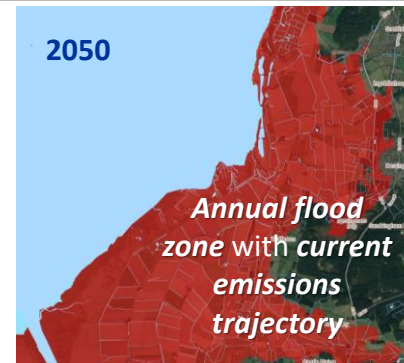 2050
Annual flood
zone with current
emissions
trajectory